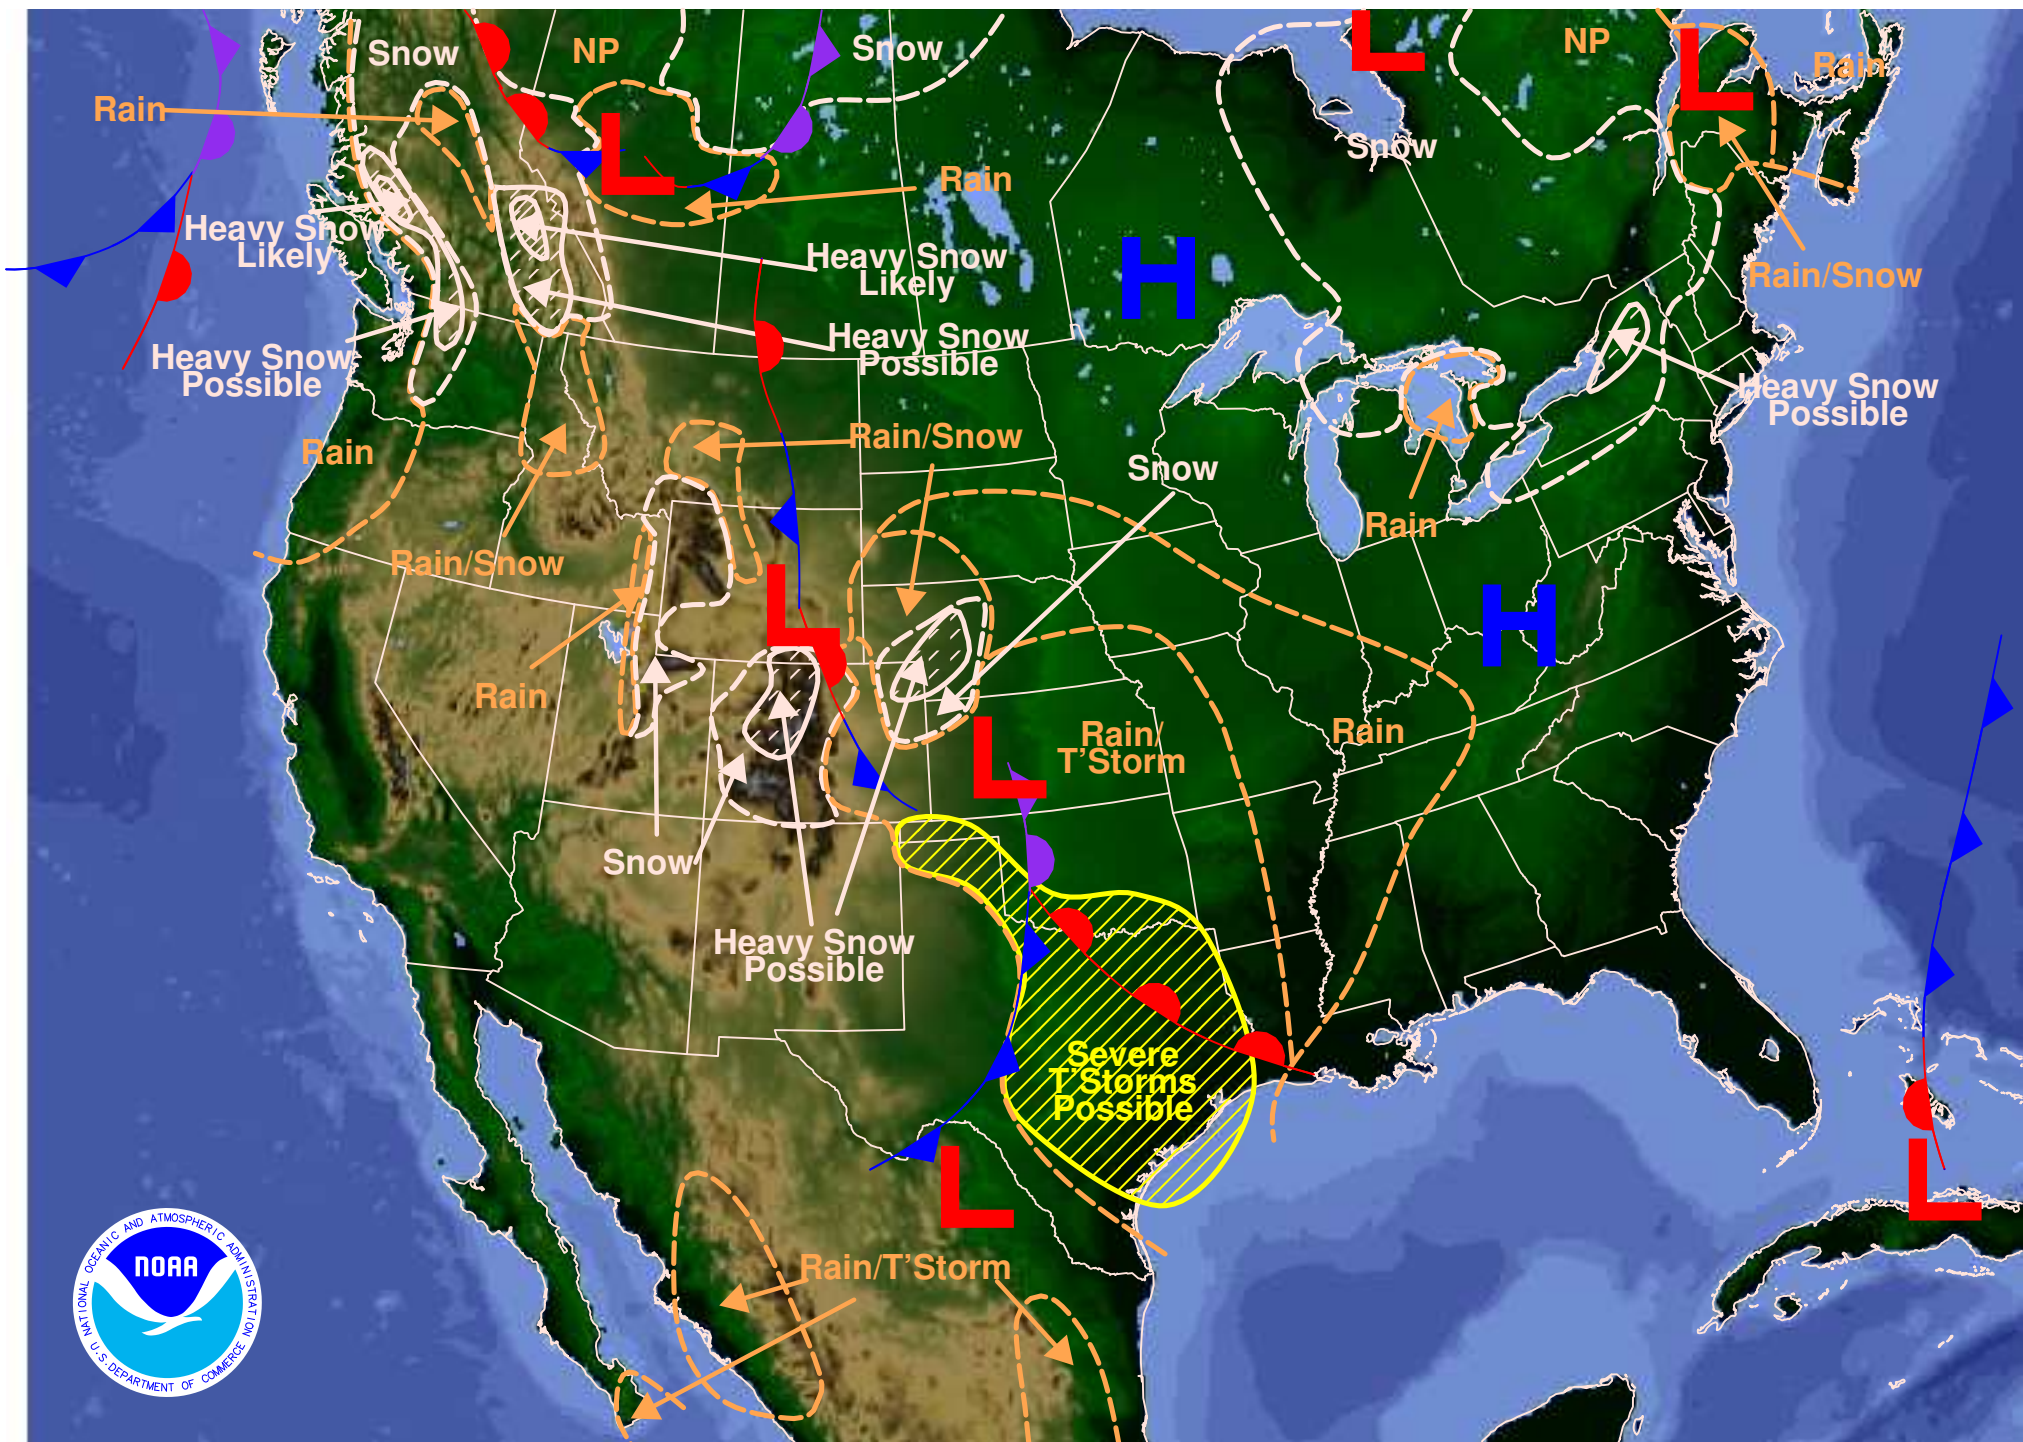 Snow
NP
Snow
L
NP
L
Rain
Rain
L
Snow
Rain
Heavy Snow
Likely
Heavy Snow
Likely
H
Rain/Snow
Heavy Snow
Possible
Heavy Snow
Possible
Heavy Snow
Possible
Rain
Rain/Snow
Snow
Rain
Rain/Snow
L
H
Rain
L
Rain/
T'Storm
Rain
Snow
Heavy Snow
Possible
Severe
T'Storms
Possible
L
L
Rain/T'Storm
NATIONAL OCEANIC AND ATMOSPHERIC ADMINISTRATION
NOAA
U.S. DEPARTMENT OF COMMERCE